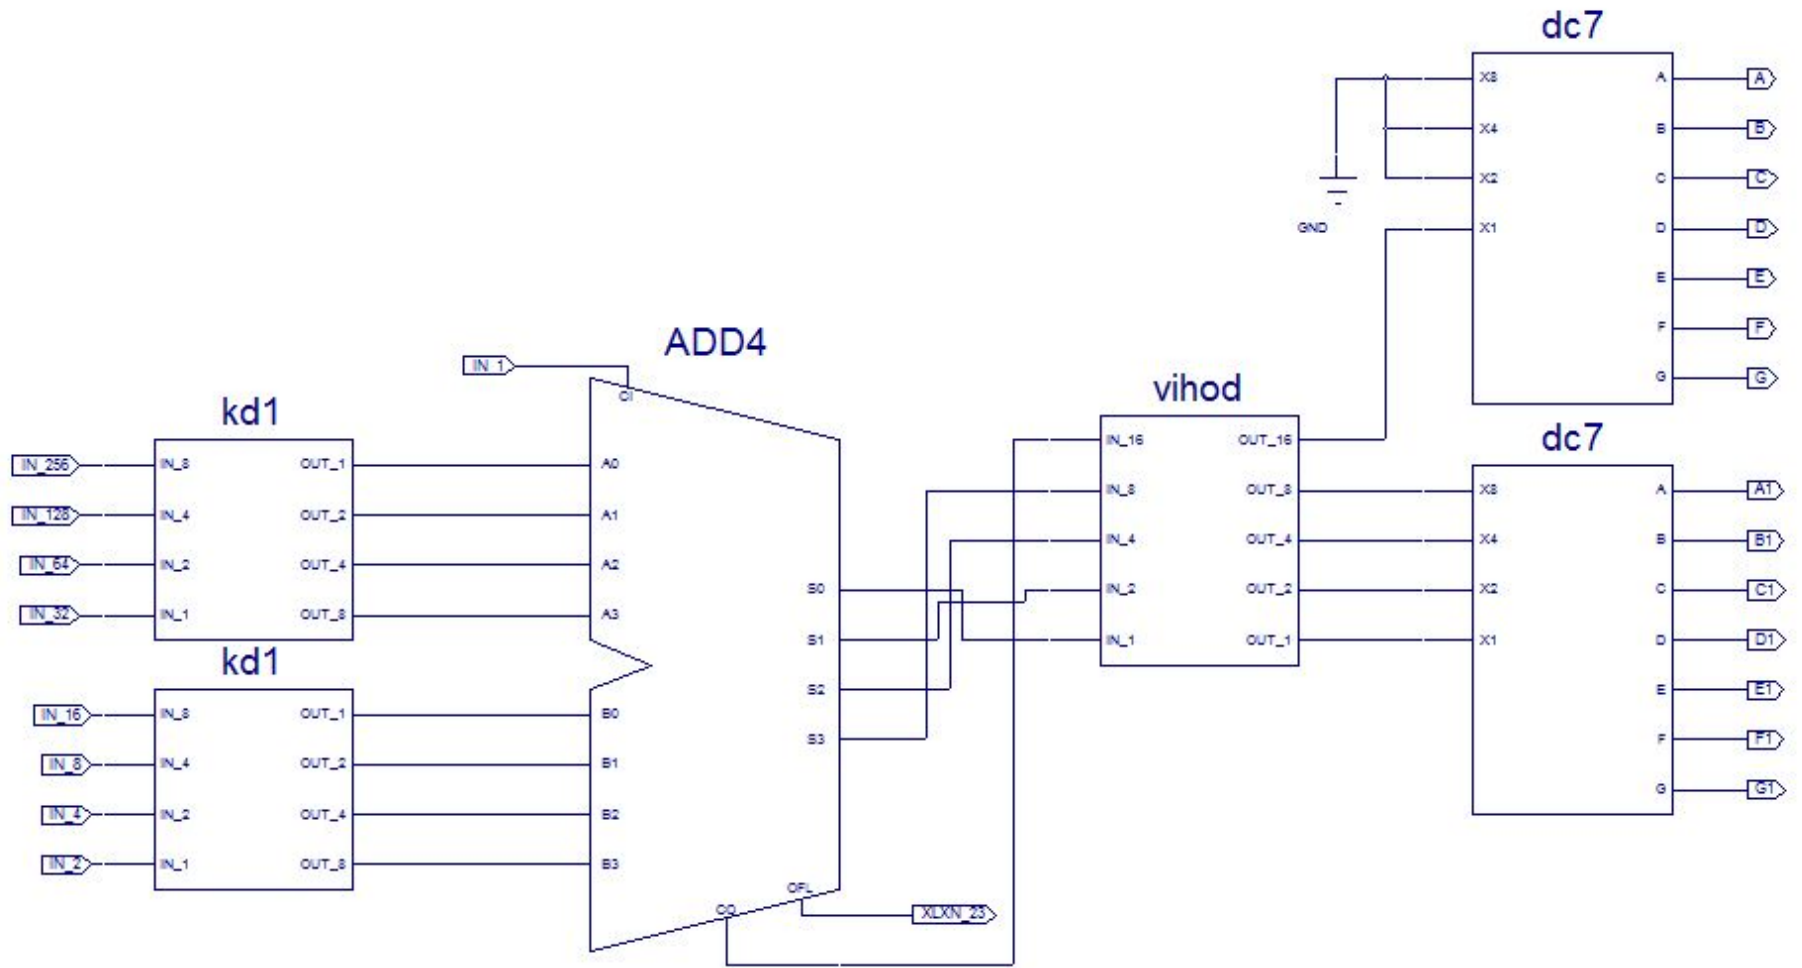 dc7
X8 A A
X4 B B
X2 C C
GND
X1 D D
E E
F F
G G
ADD4
IN_1
CI
vihod
dc7
kd1
IN_16 OUT_16
IN_256 IN_8 OUT_1 A0
IN_8 OUT_8 X8 A A1
IN_128 IN_4 OUT_2 A1
IN_4 OUT_4 X4 B B1
IN_64 IN_2 OUT_4 A2
S0 IN_2 OUT_2 X2 C C1
IN_32 IN_1 OUT_8 A3
S1 IN_1 OUT_1 X1 D D1
kd1
S2 E E1
IN_16 IN_8 OUT_1 B0
S3 F F1
IN_8 IN_4 OUT_2 B1
G G1
IN_4 IN_2 OUT_4 B2
IN_2 IN_1 OUT_8 B3
OFL
CO XLXN_23